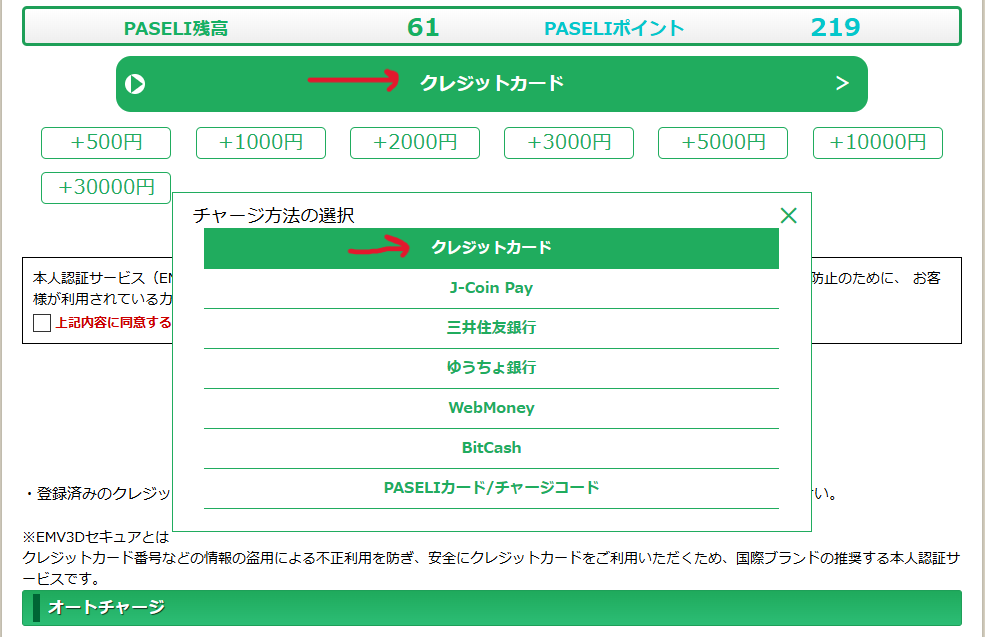 PASELI残高 61 PASELIポイント 219
クレジットカード
+500円 +1000円 +2000円 +3000円 +5000円 +10000円
+30000円
チャージ方法の選択
クレジットカード
J-Coin Pay
三井住友銀行
ゆうちょ銀行
WebMoney
BitCash
PASELIカード/チャージコード
本人認証サービス（EM 防止のために、 お客
様が利用されているカ
上記内容に同意する
・登録済みのクレジッ い。
※EMV3Dセキュアとは
クレジットカード番号などの情報の盗用による不正利用を防ぎ、安全にクレジットカードをご利用いただくため、国際ブランドの推奨する本人認証サ
ービスです。
オートチャージ